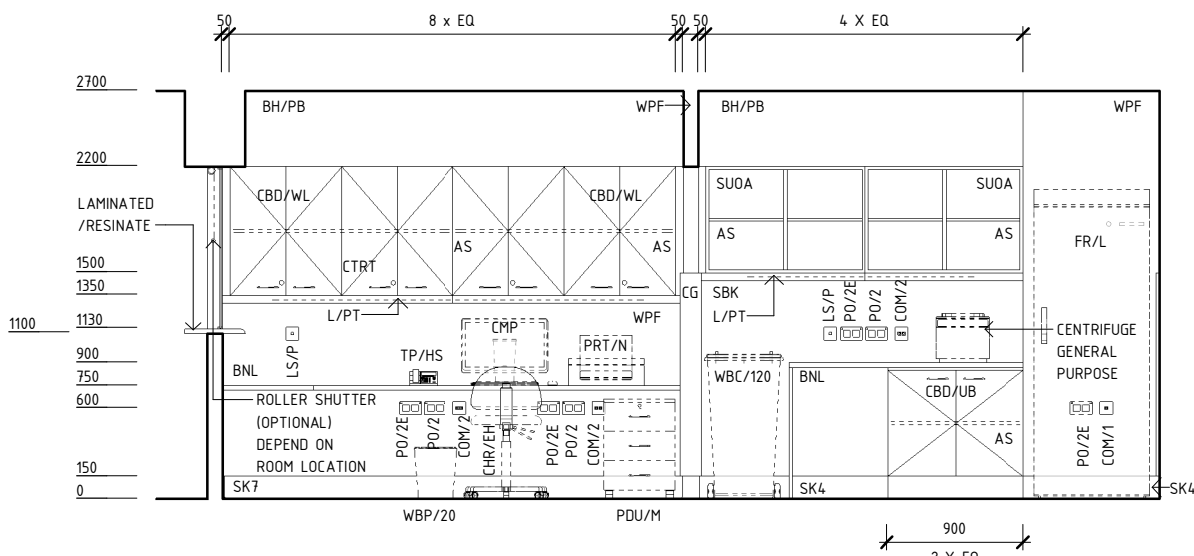 50
8 x EQ
50
50
4 X EQ
2700
BH/PB
WPF
BH/PB
WPF
2200
CBD/WL
CBD/WL
SUOA
SUOA
LAMINATED
/RESINATE
AS
AS
AS
AS
FR/L
CTRT
1500
1350
CG
SBK
L/PT
L/PT
LS/P
PO/2E
PO/2
COM/2
1100
1130
WPF
CMP
CENTRIFUGE
GENERAL
PURPOSE
LS/P
TP/HS
PRT/N
900
BNL
WBC/120
BNL
750
CBD/UB
ROLLER SHUTTER
(OPTIONAL)
DEPEND ON
ROOM LOCATION
600
PO/2E
PO/2
COM/2
CHR/EH
PO/2E
PO/2
COM/2
AS
PO/2E
COM/1
150
0
SK7
SK4
SK4
WBP/20
PDU/M
900
2 X EQ